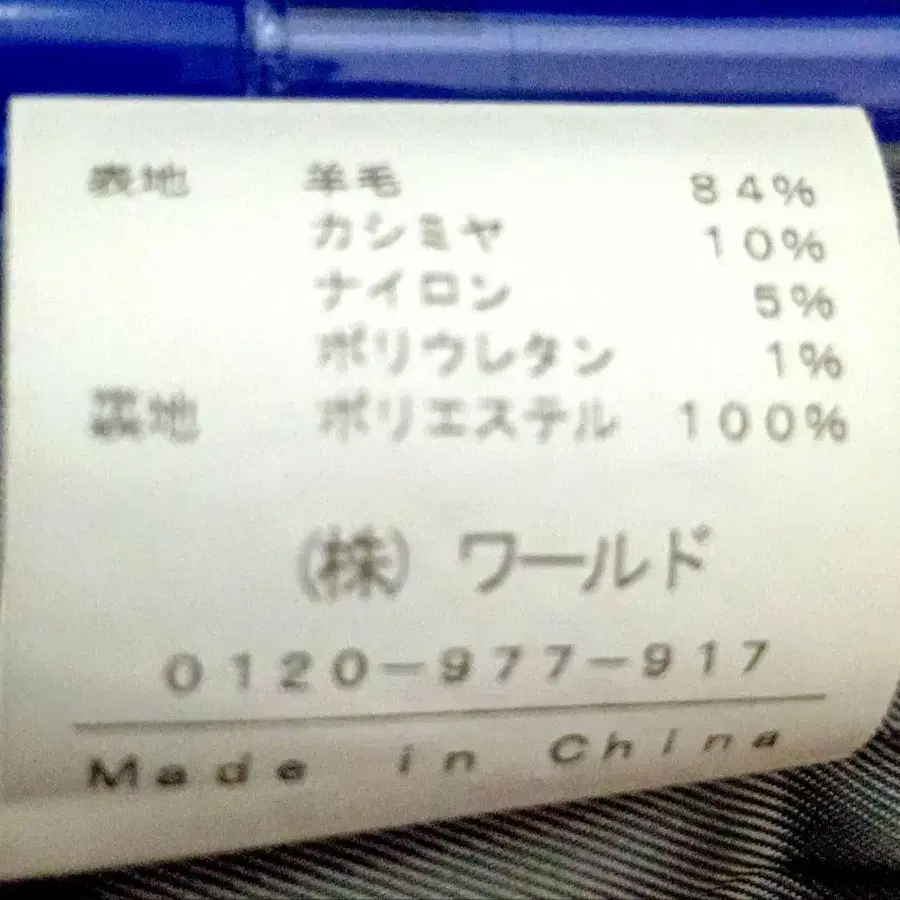 表地 羊毛 84%
カシミヤ 10%
ナイロン 5%
ポリウレタン 1%
裏地 ポリエステル 100%
(株) ワールド
0120-977-917
Made in China